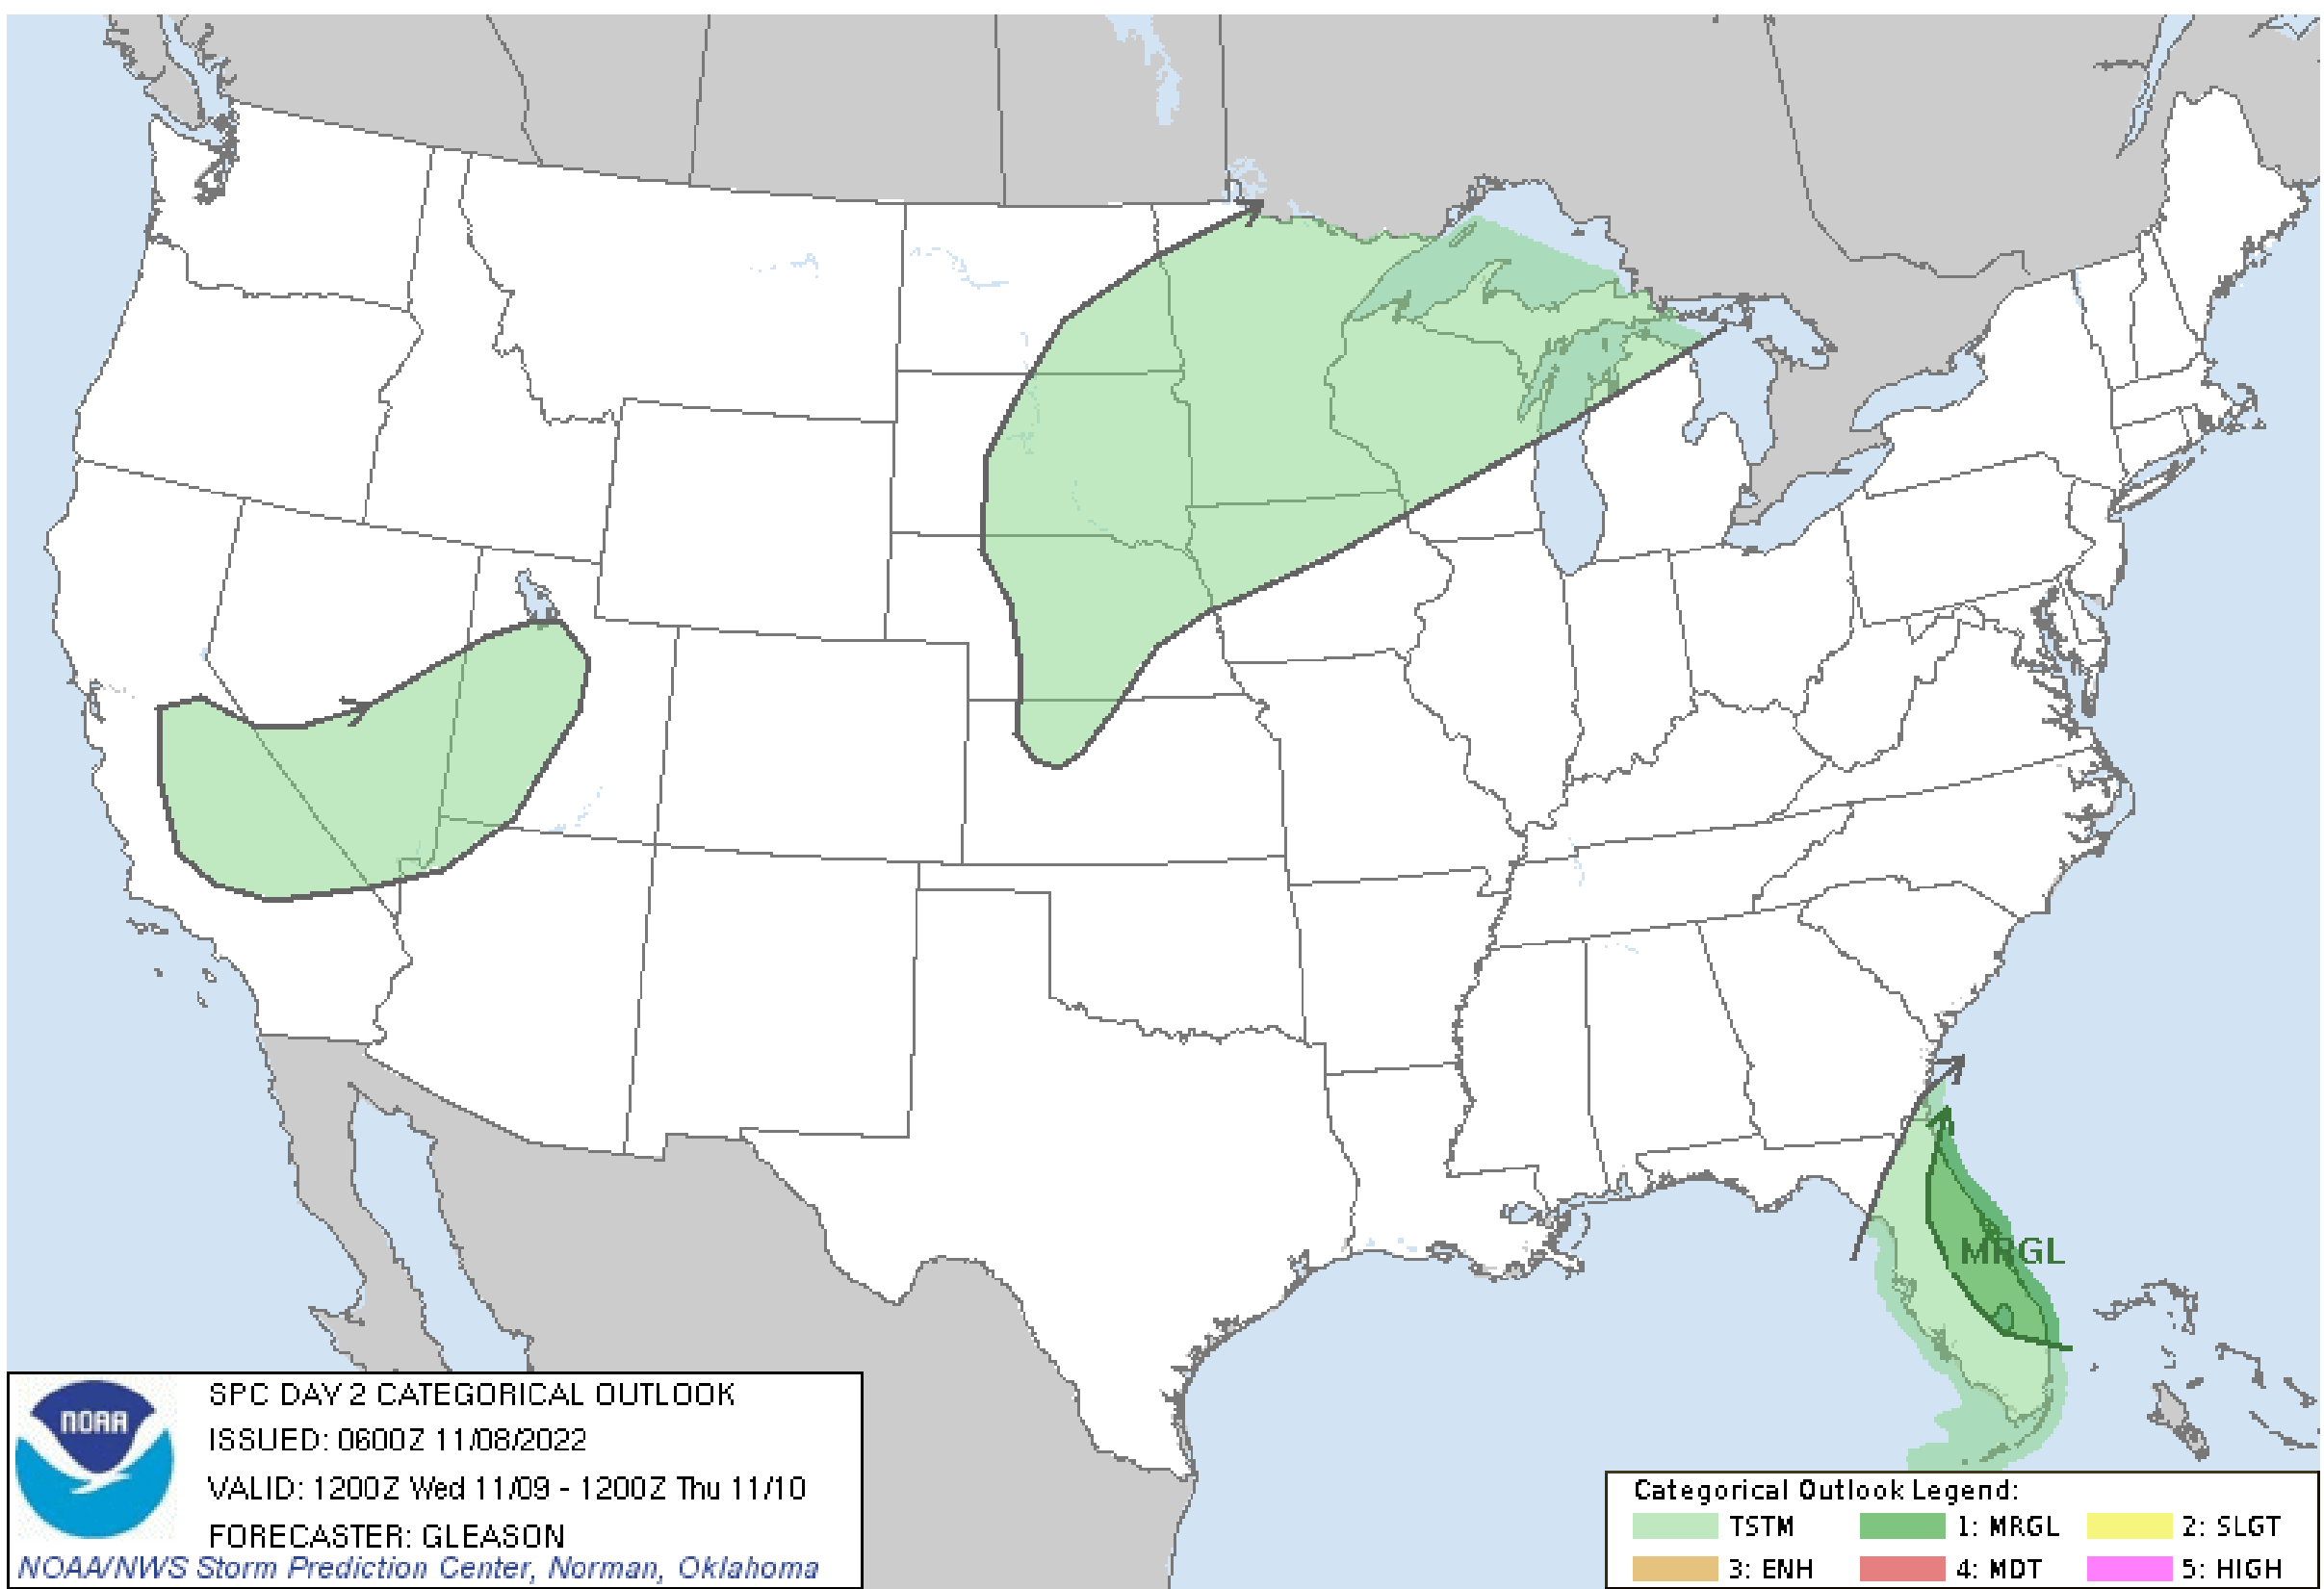 MRGL
NOAA
SPC DAY 2 CATEGORICAL OUTLOOK
ISSUED: 0600Z 11/08/2022
VALID: 1200Z Wed 11/09 - 1200Z Thu 11/10
FORECASTER: GLEASON
NOAA/NWS Storm Prediction Center, Norman, Oklahoma
Categorical Outlook Legend:
TSTM 1: MRGL 2: SLGT
3: ENH 4: MDT 5: HIGH